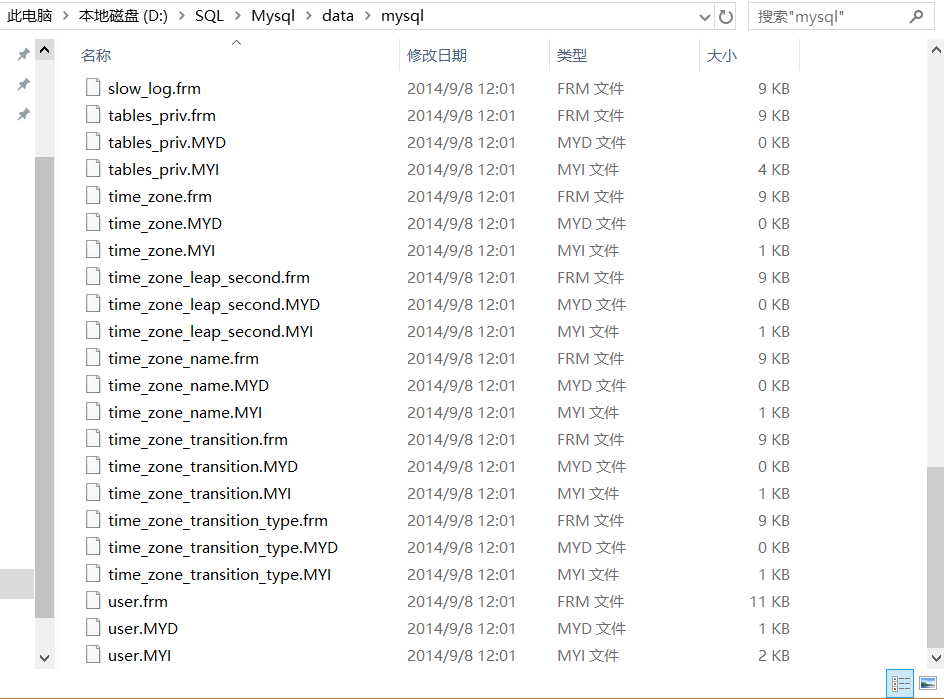 此电脑 > 本地磁盘 (D:) > SQL > Mysql > data > mysql
搜索"mysql"
名称 修改日期 类型 大小
slow_log.frm 2014/9/8 12:01 FRM 文件 9 KB
tables_priv.frm 2014/9/8 12:01 FRM 文件 9 KB
tables_priv.MYD 2014/9/8 12:01 MYD 文件 0 KB
tables_priv.MYI 2014/9/8 12:01 MYI 文件 4 KB
time_zone.frm 2014/9/8 12:01 FRM 文件 9 KB
time_zone.MYD 2014/9/8 12:01 MYD 文件 0 KB
time_zone.MYI 2014/9/8 12:01 MYI 文件 1 KB
time_zone_leap_second.frm 2014/9/8 12:01 FRM 文件 9 KB
time_zone_leap_second.MYD 2014/9/8 12:01 MYD 文件 0 KB
time_zone_leap_second.MYI 2014/9/8 12:01 MYI 文件 1 KB
time_zone_name.frm 2014/9/8 12:01 FRM 文件 9 KB
time_zone_name.MYD 2014/9/8 12:01 MYD 文件 0 KB
time_zone_name.MYI 2014/9/8 12:01 MYI 文件 1 KB
time_zone_transition.frm 2014/9/8 12:01 FRM 文件 9 KB
time_zone_transition.MYD 2014/9/8 12:01 MYD 文件 0 KB
time_zone_transition.MYI 2014/9/8 12:01 MYI 文件 1 KB
time_zone_transition_type.frm 2014/9/8 12:01 FRM 文件 9 KB
time_zone_transition_type.MYD 2014/9/8 12:01 MYD 文件 0 KB
time_zone_transition_type.MYI 2014/9/8 12:01 MYI 文件 1 KB
user.frm 2014/9/8 12:01 FRM 文件 11 KB
user.MYD 2014/9/8 12:01 MYD 文件 1 KB
user.MYI 2014/9/8 12:01 MYI 文件 2 KB